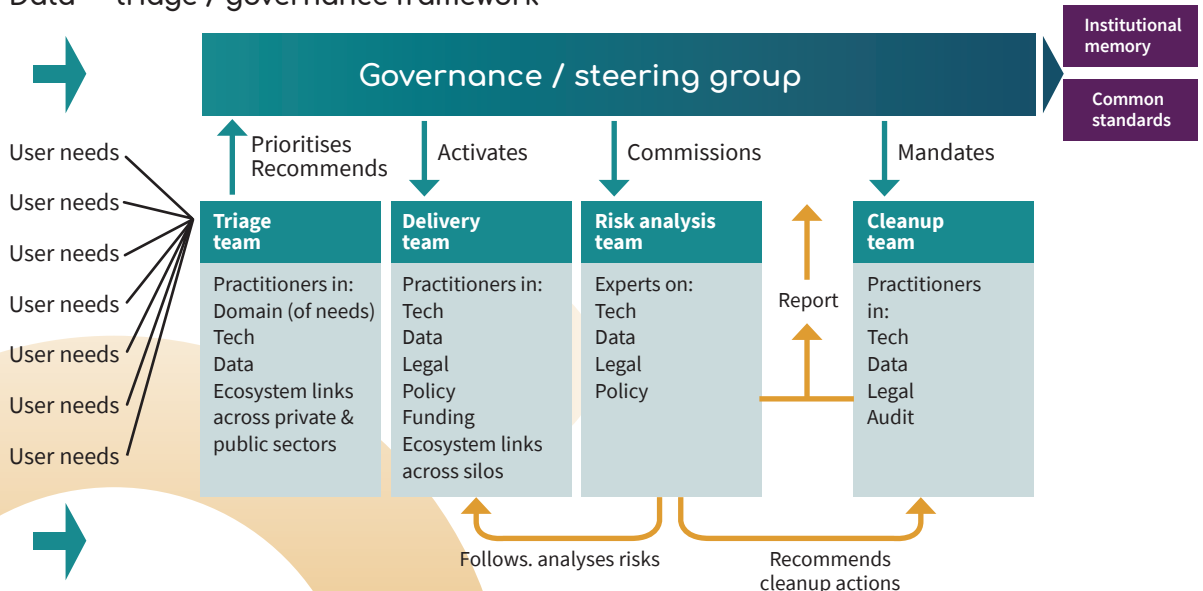 Data – triage / governance framework
Institutional
memory
Governance / steering group
Common
standards
Prioritises
Recommends
Activates
Commissions
Mandates
User needs
User needs
User needs
User needs
User needs
User needs
User needs
Triage
team
Practitioners in:
Domain (of needs)
Tech
Data
Ecosystem links
across private &
public sectors
Delivery
team
Practitioners in:
Tech
Data
Legal
Policy
Funding
Ecosystem links
across silos
Risk analysis
team
Experts on:
Tech
Data
Legal
Policy
Report
Cleanup
team
Practitioners
in:
Tech
Data
Legal
Audit
Follows. analyses risks
Recommends
cleanup actions